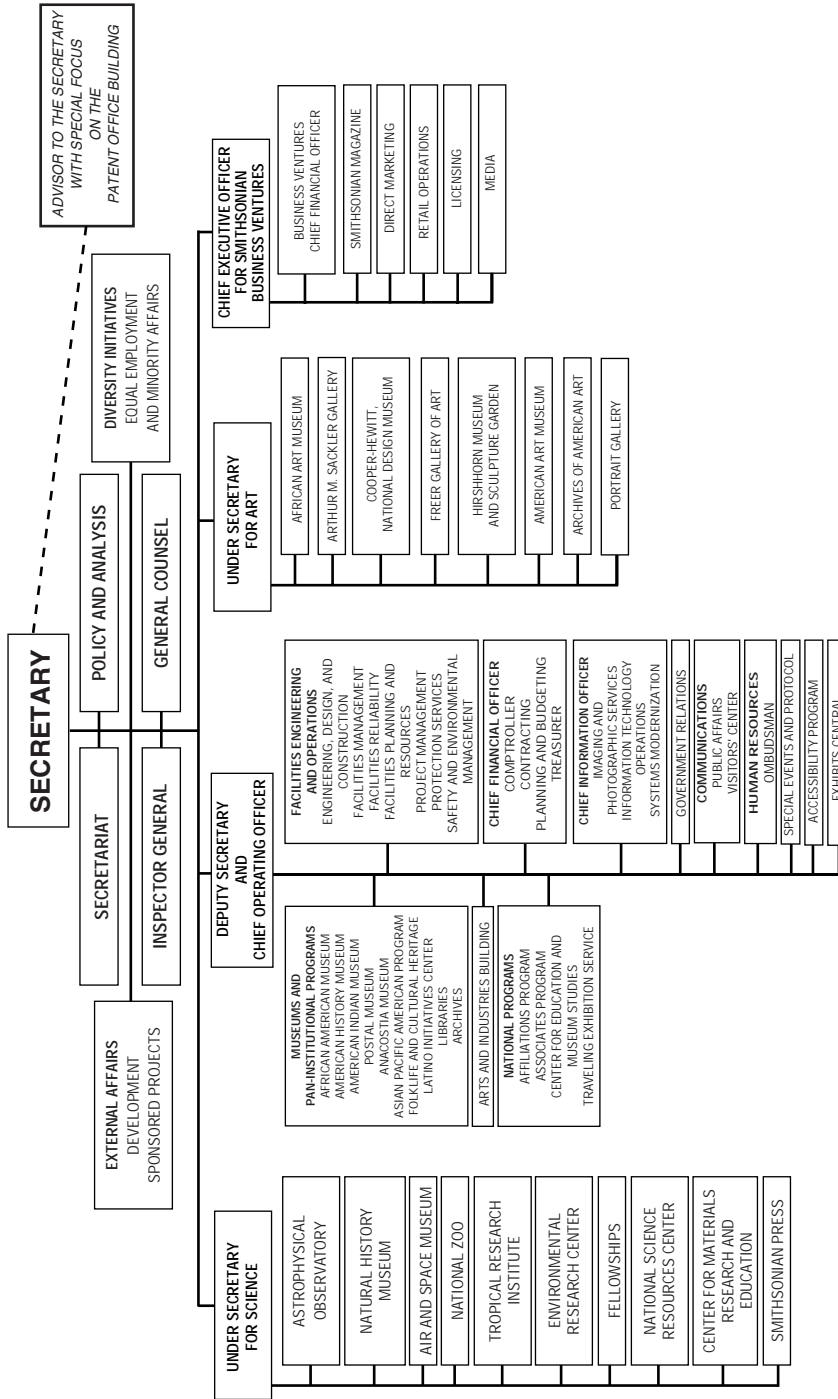 SECRETARY
ADVISOR TO THE SECRETARY
WITH SPECIAL FOCUS
ON THE
PATENT OFFICE BUILDING
SECRETARIAT
POLICY AND ANALYSIS
EXTERNAL AFFAIRS
DEVELOPMENT
SPONSORED PROJECTS
DIVERSITY INITIATIVES
EQUAL EMPLOYMENT
AND MINORITY AFFAIRS
INSPECTOR GENERAL
GENERAL COUNSEL
UNDER SECRETARY
FOR SCIENCE
ASTROPHYSICAL
OBSERVATORY
NATURAL HISTORY
MUSEUM
AIR AND SPACE MUSEUM
NATIONAL ZOO
TROPICAL RESEARCH
INSTITUTE
ENVIRONMENTAL
RESEARCH CENTER
FELLOWSHIPS
NATIONAL SCIENCE
RESOURCES CENTER
CENTER FOR MATERIALS
RESEARCH AND
EDUCATION
SMITHSONIAN PRESS
DEPUTY SECRETARY
AND
CHIEF OPERATING OFFICER
MUSEUMS AND
PAN-INSTITUTIONAL PROGRAMS
AFRICAN AMERICAN MUSEUM
AMERICAN HISTORY MUSEUM
AMERICAN INDIAN MUSEUM
POSTAL MUSEUM
ANACOSTIA MUSEUM
ASIAN PACIFIC AMERICAN PROGRAM
FOLKLIFE AND CULTURAL HERITAGE
LATINO INITIATIVES CENTER
LIBRARIES
ARCHIVES
ARTS AND INDUSTRIES BUILDING
NATIONAL PROGRAMS
AFFILIATIONS PROGRAM
ASSOCIATES PROGRAM
CENTER FOR EDUCATION AND
MUSEUM STUDIES
TRAVELING EXHIBITION SERVICE
FACILITIES ENGINEERING
AND OPERATIONS
ENGINEERING, DESIGN, AND
CONSTRUCTION
FACILITIES MANAGEMENT
FACILITIES RELIABILITY
FACILITIES PLANNING AND
RESOURCES
PROJECT MANAGEMENT
PROTECTION SERVICES
SAFETY AND ENVIRONMENTAL
MANAGEMENT
CHIEF FINANCIAL OFFICER
COMPTROLLER
CONTRACTING
PLANNING AND BUDGETING
TREASURER
CHIEF INFORMATION OFFICER
IMAGING AND
PHOTOGRAPHIC SERVICES
INFORMATION TECHNOLOGY
OPERATIONS
SYSTEMS MODERNIZATION
GOVERNMENT RELATIONS
COMMUNICATIONS
PUBLIC AFFAIRS
VISITORS' CENTER
HUMAN RESOURCES
OMBUDSMAN
SPECIAL EVENTS AND PROTOCOL
ACCESSIBILITY PROGRAM
EXHIBITS CENTRAL
UNDER SECRETARY
FOR ART
AFRICAN ART MUSEUM
ARTHUR M. SACKLER GALLERY
COOPER-HEWITT,
NATIONAL DESIGN MUSEUM
FREER GALLERY OF ART
HIRSHHORN MUSEUM
AND SCULPTURE GARDEN
AMERICAN ART MUSEUM
ARCHIVES OF AMERICAN ART
PORTRAIT GALLERY
CHIEF EXECUTIVE OFFICER
FOR SMITHSONIAN
BUSINESS VENTURES
BUSINESS VENTURES
CHIEF FINANCIAL OFFICER
SMITHSONIAN MAGAZINE
DIRECT MARKETING
RETAIL OPERATIONS
LICENSING
MEDIA